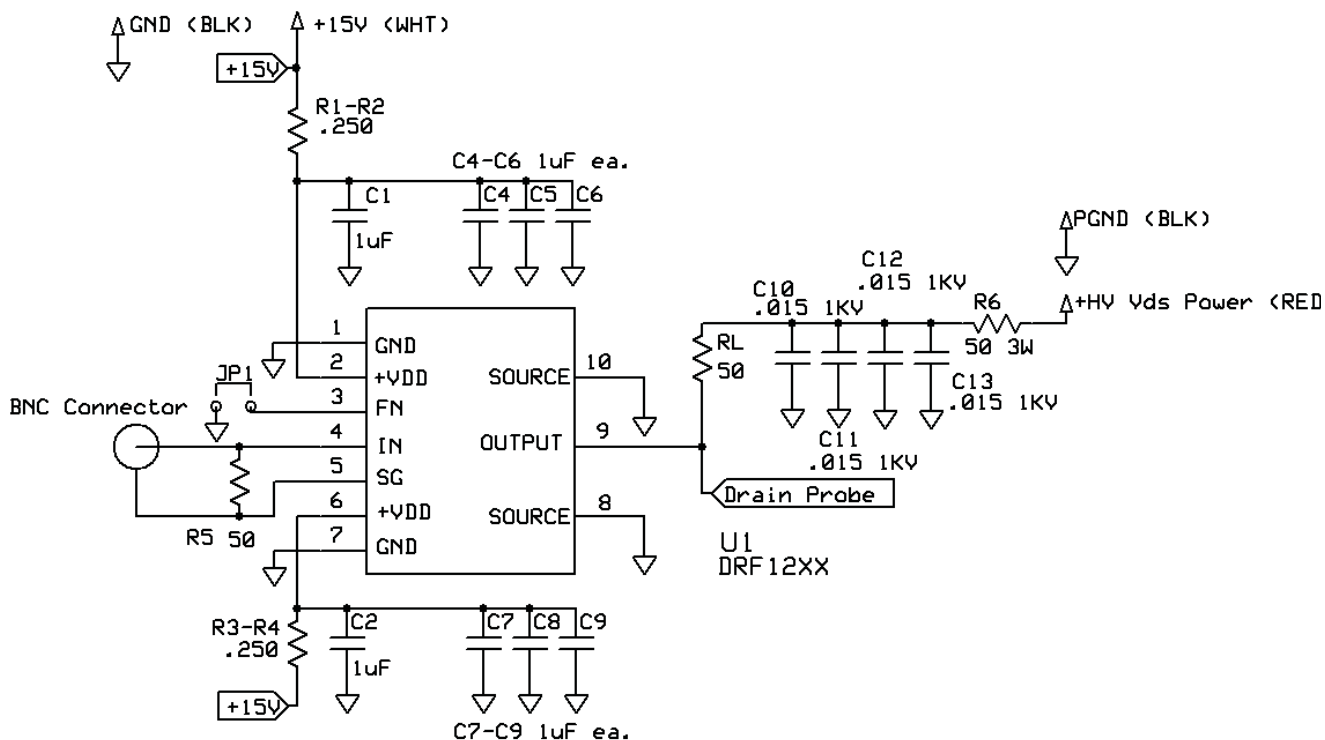 GND (BLK)
+15V (WHT)
+15V
R1-R2
.250
C4-C6 1uF ea.
C1
1uF
C4
C5
C6
PGND (BLK)
+HV Vds Power (RED
C12
.015 1KV
C10
.015 1KV
R6
50 3W
RL
50
C13
.015 1KV
C11
.015 1KV
1
GND
2
+VDD
JP1
3
FN
BNC Connector
4
IN
5
SG
6
+VDD
7
GND
R5 50
10
SOURCE
9
OUTPUT
8
SOURCE
Drain Probe
U1
DRF12XX
R3-R4
.250
C2
1uF
C7
C8
C9
+15V
C7-C9 1uF ea.